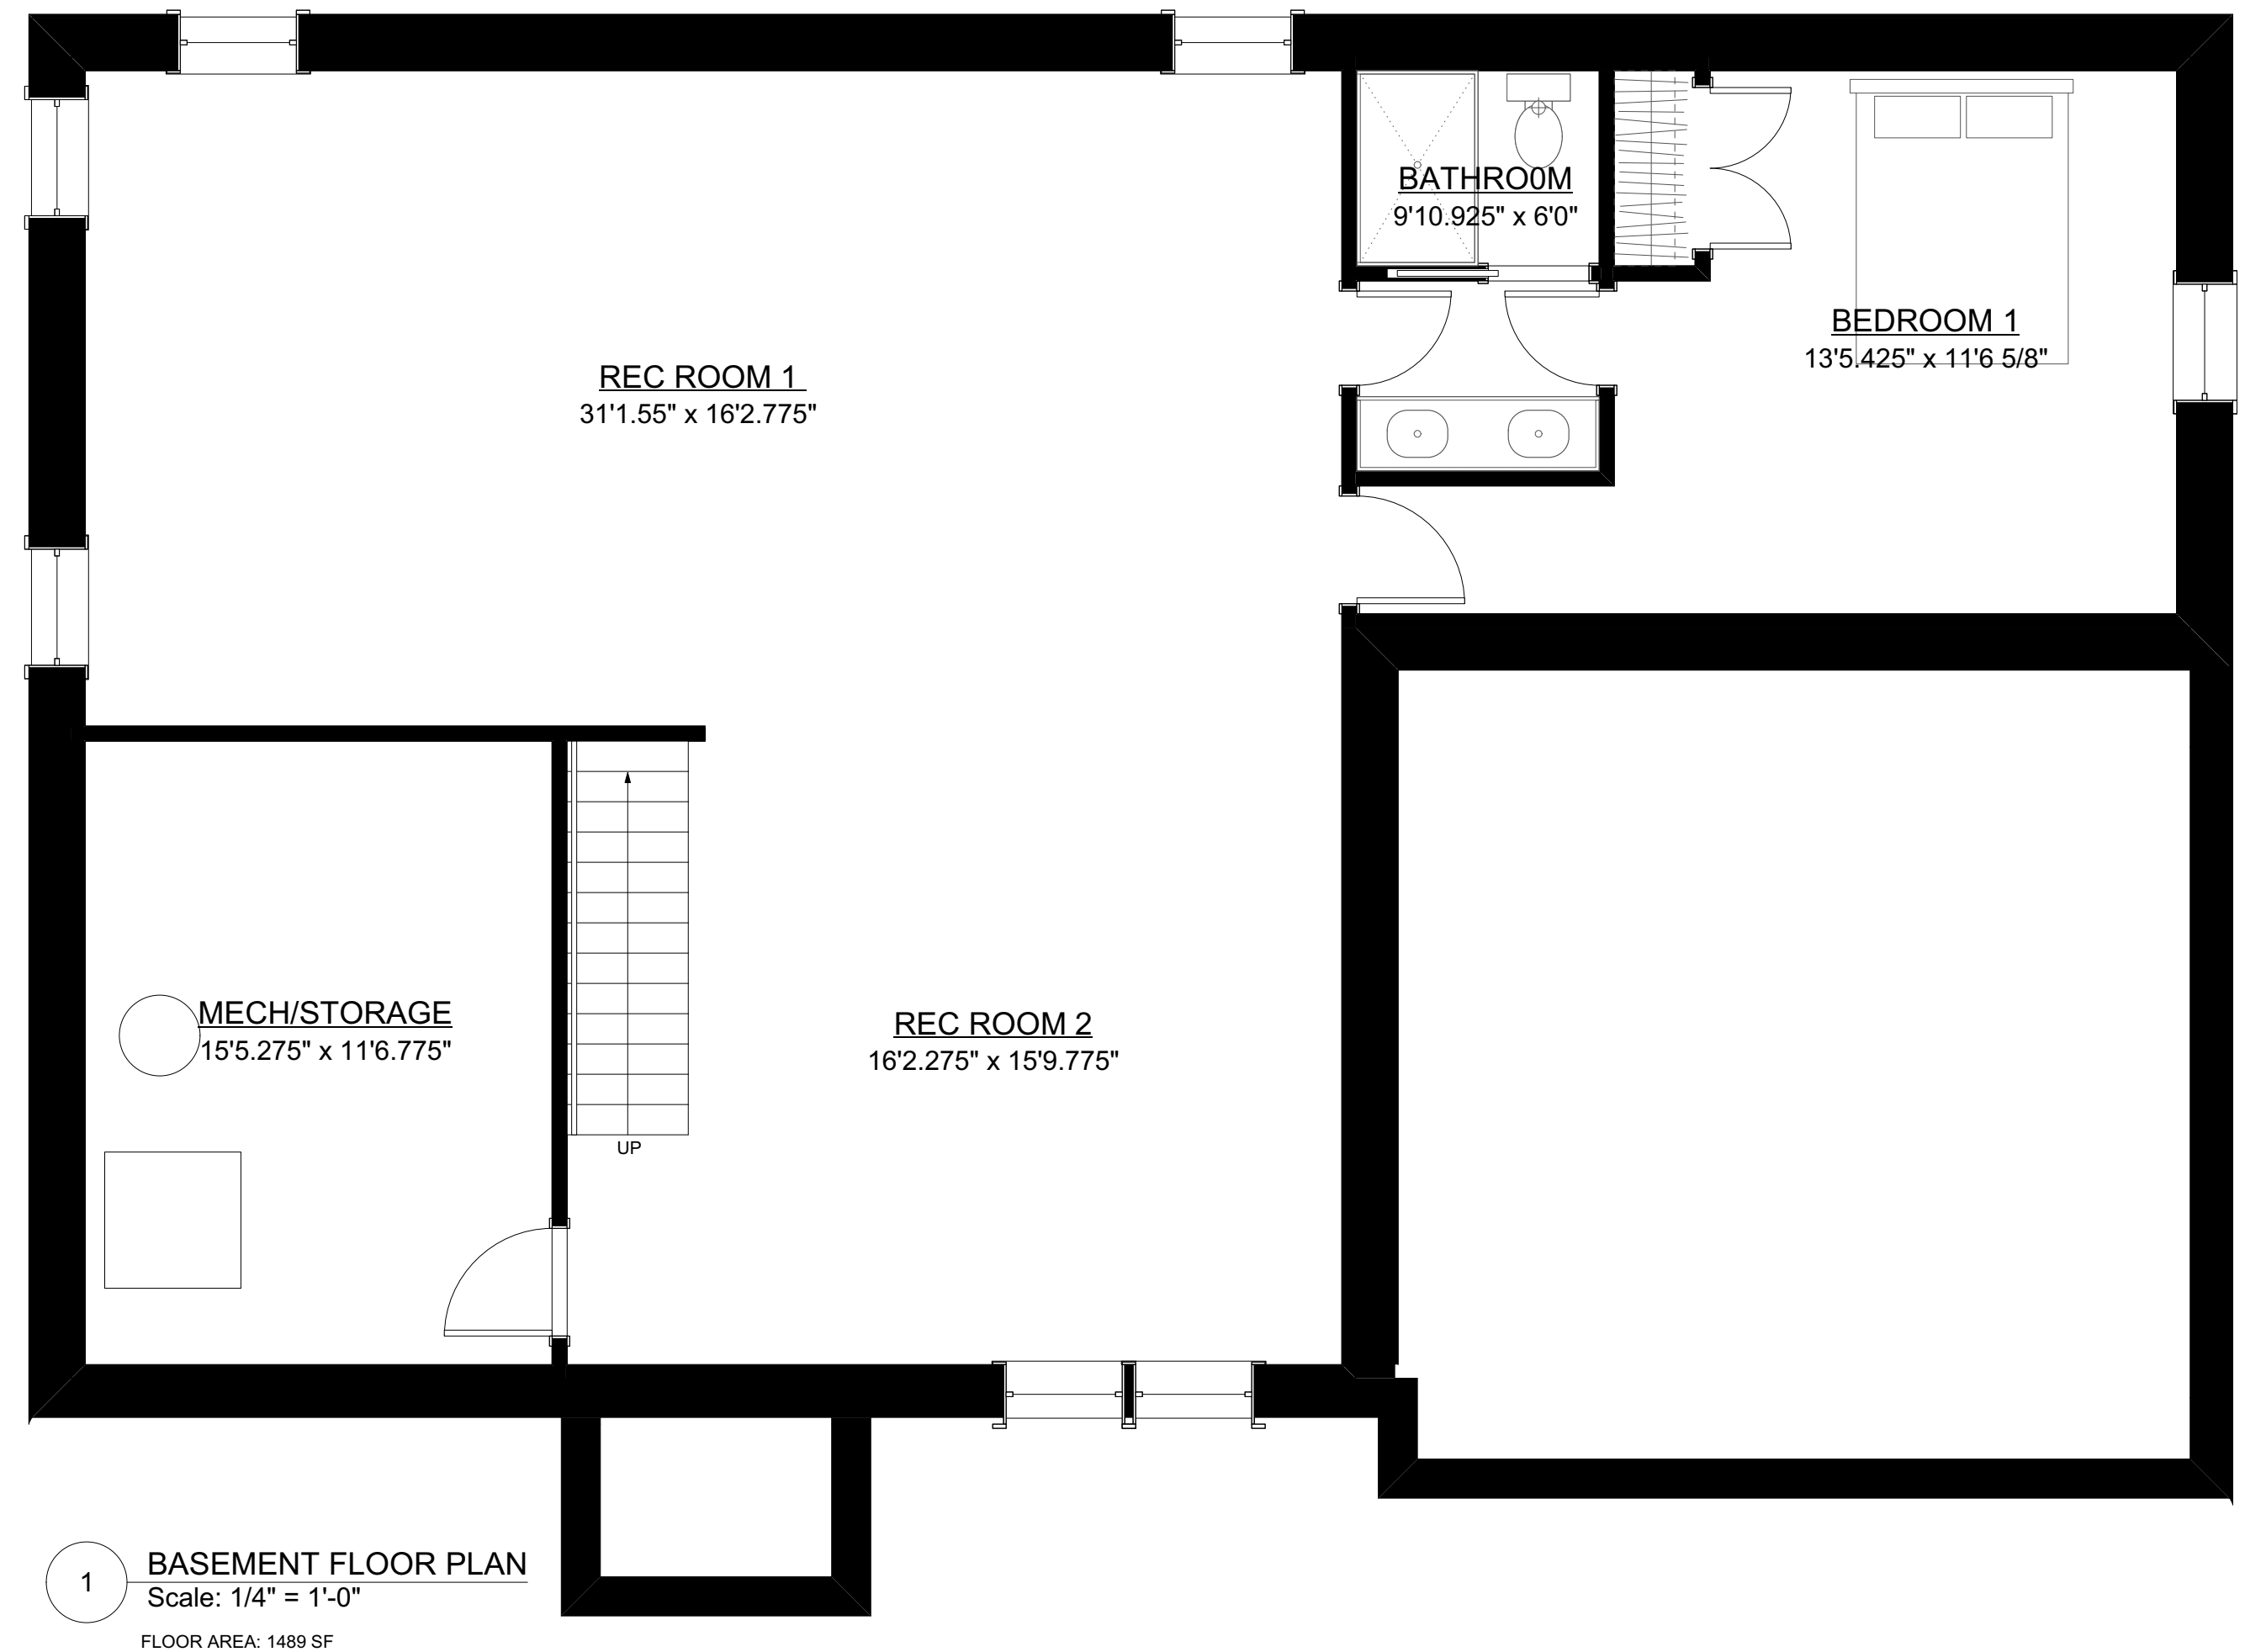 BATHRO0M
9'10.925" x 6'0"
BEDROOM 1
13'5.425" x 11'6 5/8"
REC ROOM 1
31'1.55" x 16'2.775"
MECH/STORAGE
15'5.275" x 11'6.775"
REC ROOM 2
16'2.275" x 15'9.775"
UP
1
BASEMENT FLOOR PLAN
Scale: 1/4" = 1'-0"
FLOOR AREA: 1489 SF